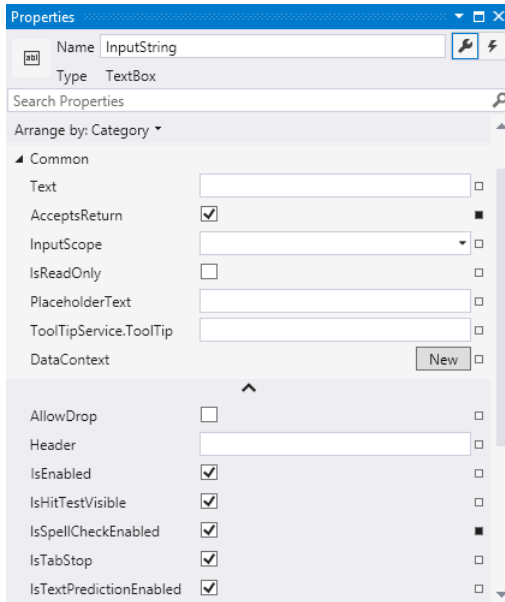 Properties
abl
Name InputString
Type TextBox
Search Properties
Arrange by: Category
Common
Text
AcceptsReturn
InputScope
IsReadOnly
PlaceholderText
ToolTipService.ToolTip
DataContext New
AllowDrop
Header
IsEnabled
IsHitTestVisible
IsSpellCheckEnabled
IsTabStop
IsTextPredictionEnabled